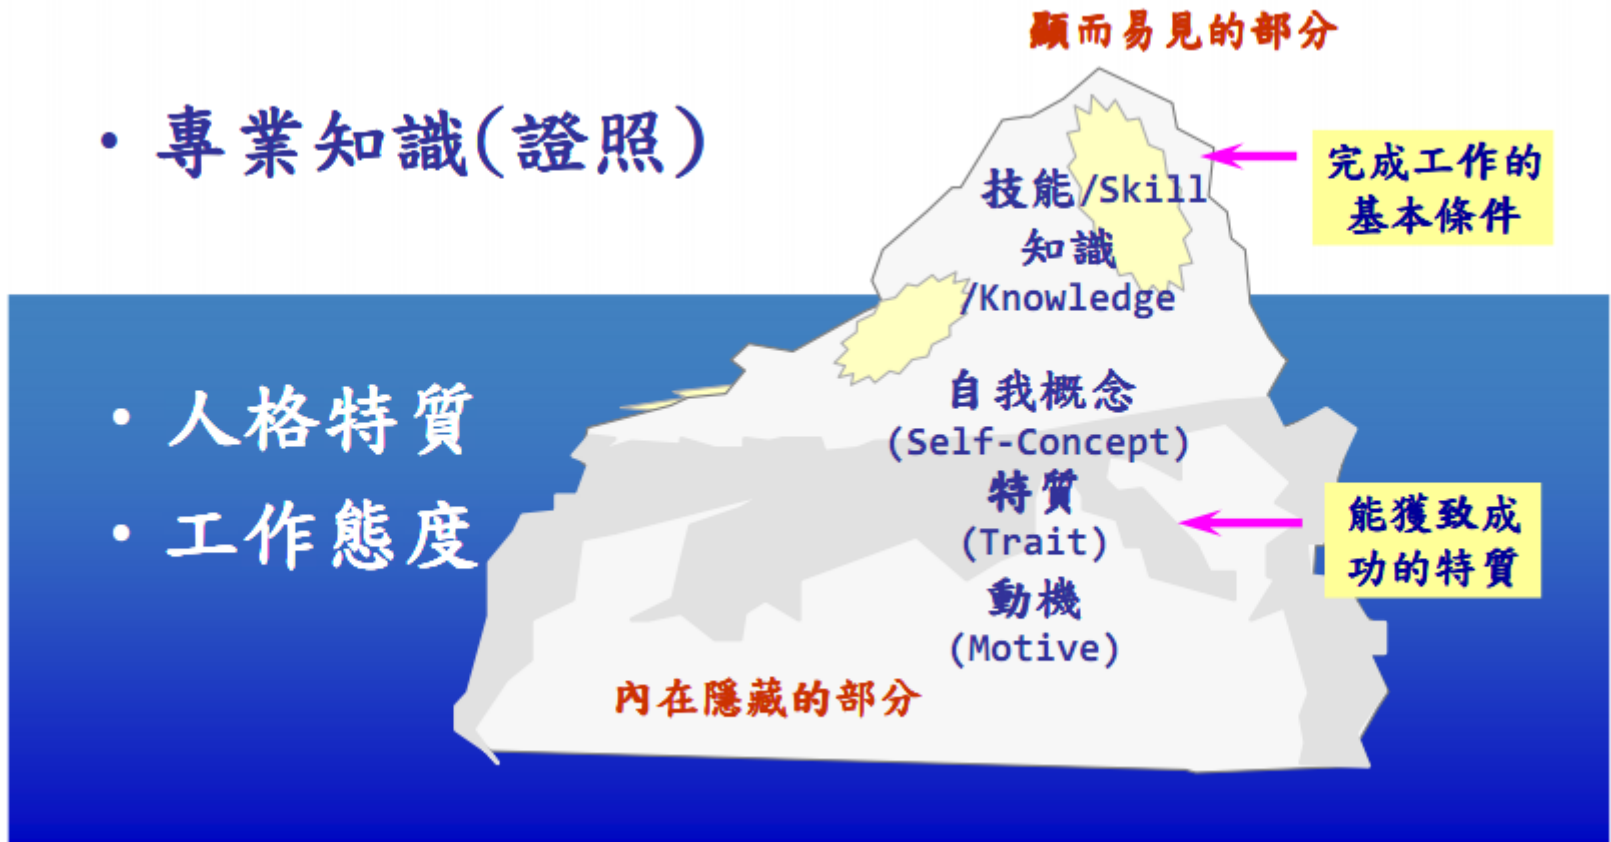 顯而易見的部分
• 專業知識(證照)
完成工作的
基本條件
技能/Skill
知識
/Knowledge
• 人格特質
• 工作態度
自我概念
(Self-Concept)
特質
(Trait)
動機
(Motive)
能獲致成
功的特質
內在隱藏的部分